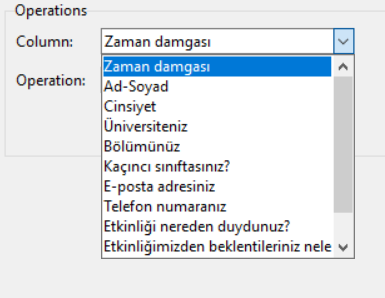 Operations
Column:
Zaman damgası
Operation:
Zaman damgası
Ad-Soyad
Cinsiyet
Üniversiteniz
Bölümünüz
Kaçıncı sınıftasınız?
E-posta adresiniz
Telefon numaranız
Etkinliği nereden duydunuz?
Etkinliğimizden beklentileriniz nele